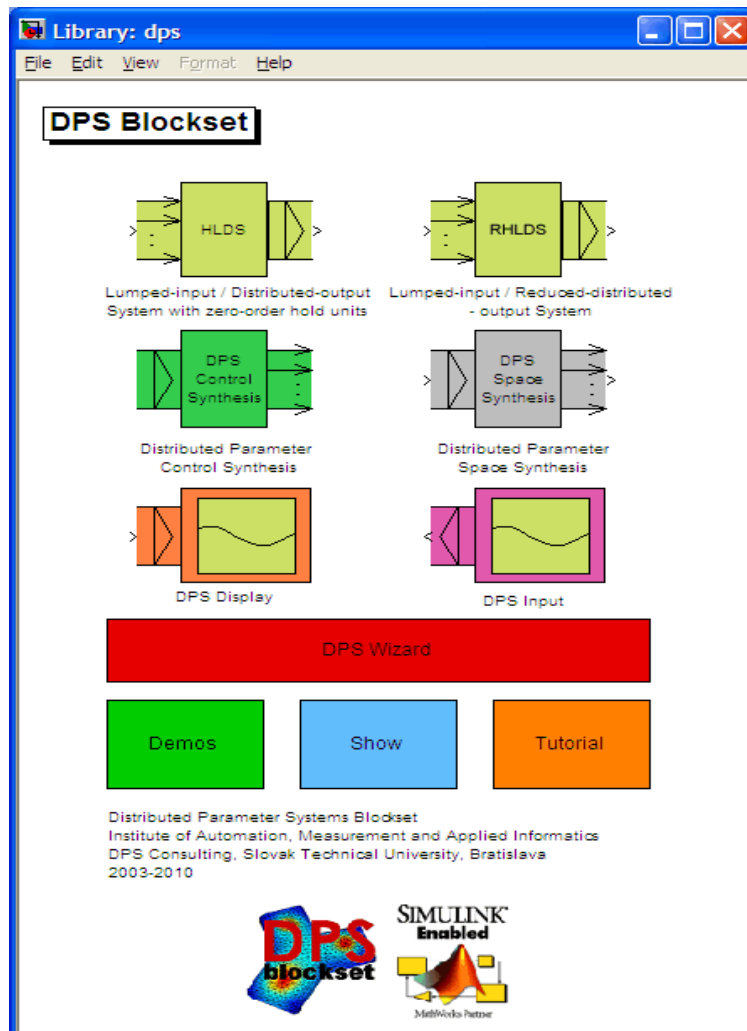 Library: dps
File Edit View Format Help
DPS Blockset
HLDS
RHLDS
Lumped-input / Distributed-output
System with zero-order hold units
Lumped-input / Reduced-distributed
- output System
DPS
Control
Synthesis
DPS
Space
Synthesis
Distributed Parameter
Control Synthesis
Distributed Parameter
Space Synthesis
DPS Display
DPS Input
DPS Wizard
Demos
Show
Tutorial
Distributed Parameter Systems Blockset
Institute of Automation, Measurement and Applied Informatics
DPS Consulting, Slovak Technical University, Bratislava
2003-2010
DPS
blockset
SIMULINK
Enabled
MathWorks Partner